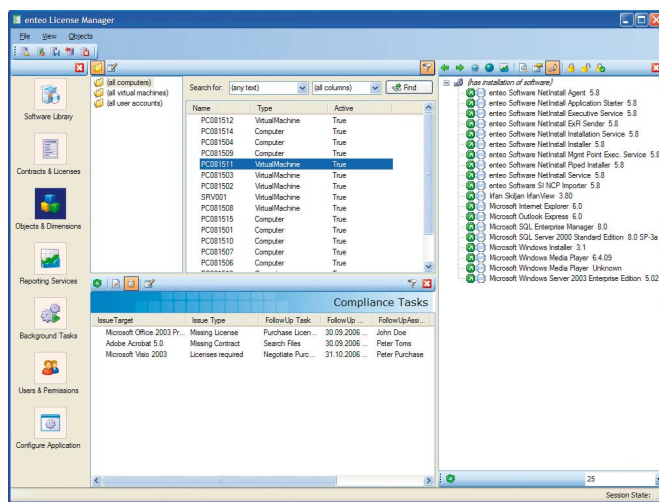 enteo License Manager
File View Objects
Software Library
Contracts & Licenses
Objects & Dimensions
Reporting Services
Background Tasks
Users & Permissions
Configure Application
(all computers)
(all virtual machines)
(all user accounts)
Search for: (any text) (all columns) Find
Name Type Active
PC081512 VirtualMachine True
PC081514 Computer True
PC081504 Computer True
PC081509 Computer True
PC081511 VirtualMachine True
PC081503 VirtualMachine True
PC081502 VirtualMachine True
SRV001 VirtualMachine True
PC081508 VirtualMachine True
PC081515 Computer True
PC081501 Computer True
PC081510 Computer True
PC081507 Computer True
PC081506 Computer True
Compliance Tasks
IssueTarget Issue Type FollowUp Task FollowUp ... FollowUpAssi...
Microsoft Office 2003 Pr... Missing License Purchase Licen... 30.09.2006 ... John Doe
Adobe Acrobat 5.0 Missing Contract Search Files 30.09.2006 ... Peter Toms
Microsoft Visio 2003 Licenses required Negotiate Purc... 31.10.2006 ... Peter Purchase
(has installation of software)
enteo Software NetInstall Agent 5.8
enteo Software NetInstall Application Starter 5.8
enteo Software NetInstall Executive Service 5.8
enteo Software NetInstall ExR Sender 5.8
enteo Software NetInstall Installation Service 5.8
enteo Software NetInstall Installer 5.8
enteo Software NetInstall Mgmt Point Exec. Service 5.8
enteo Software NetInstall Piped Installer 5.8
enteo Software NetInstall Service 5.8
enteo Software SI NCP Importer 5.8
Irfan Skiljan IrfanView 3.80
Microsoft Internet Explorer 6.0
Microsoft Outlook Express 6.0
Microsoft SQL Enterprise Manager 8.0
Microsoft SQL Server 2000 Standard Edition 8.0 SP-3a
Microsoft Windows Installer 3.1
Microsoft Windows Media Player 6.4.09
Microsoft Windows Media Player Unknown
Microsoft Windows Server 2003 Enterprise Edition 5.02
25
Session State: